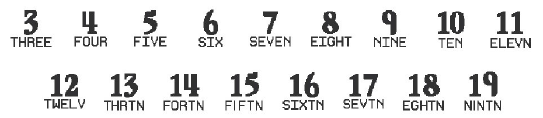 3 4 5 6 7 8 9 10 11
THREE FOUR FIVE SIX SEVEN EIGHT NINE TEN ELEVN
12 13 14 15 16 17 18 19
TWELV THRTN FORTN FIFTN SIXTN SEVTN EGHTN NINTN